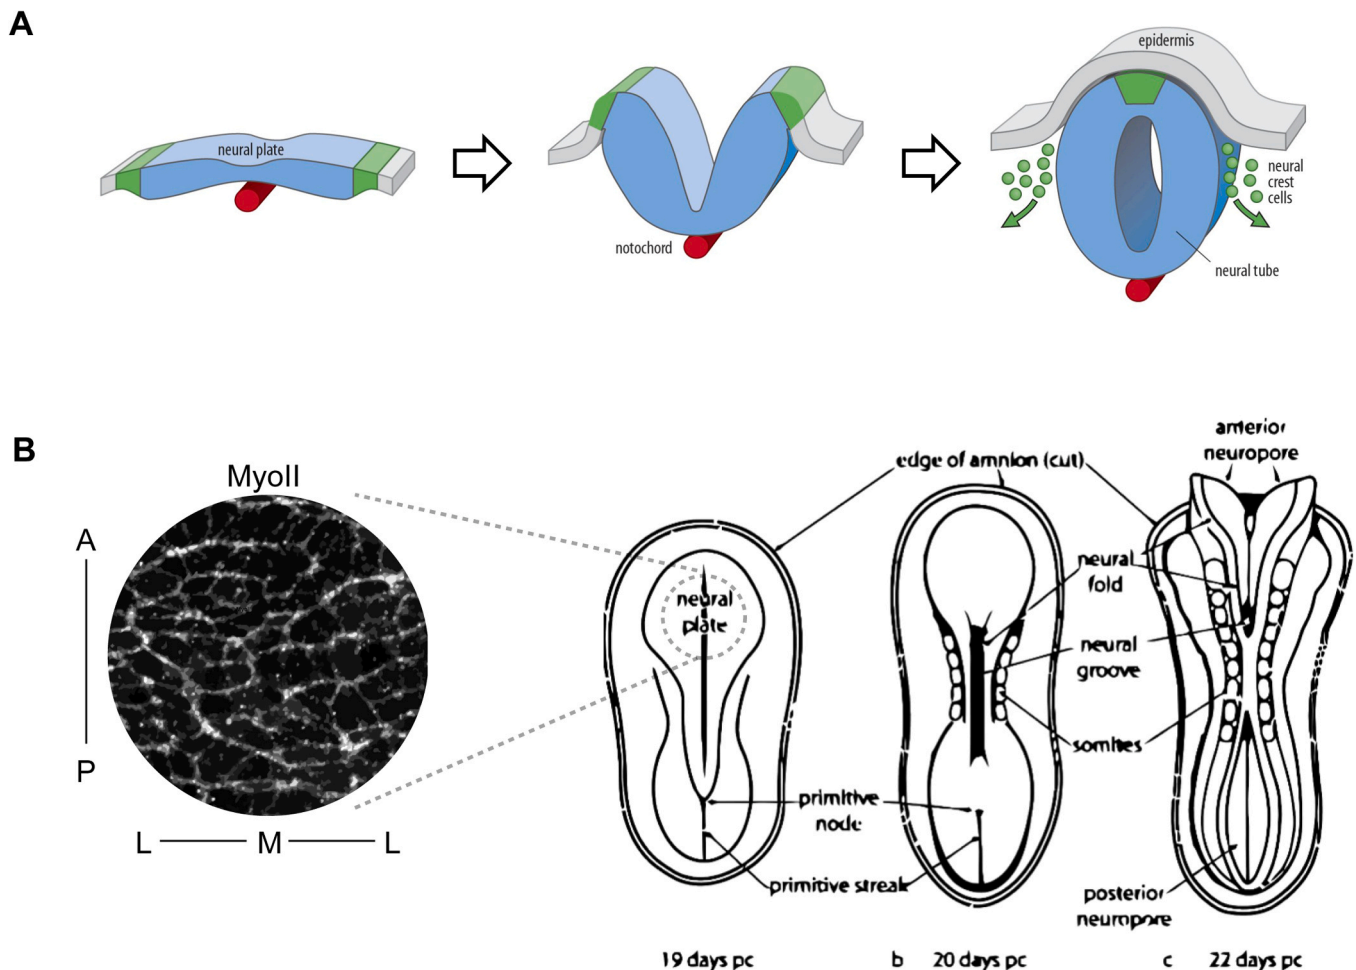 A
neural plate
notochord
epidermis
neural
crest
cells
neural tube
B
MyoII
A
P
L
M
L
edge of amnion (cut)
anterior
neuropore
neural
plate
neural
fold
neural
groove
somites
primitive
node
primitive streak
posterior
neuropore
19 days pc
b
20 days pc
c
22 days pc